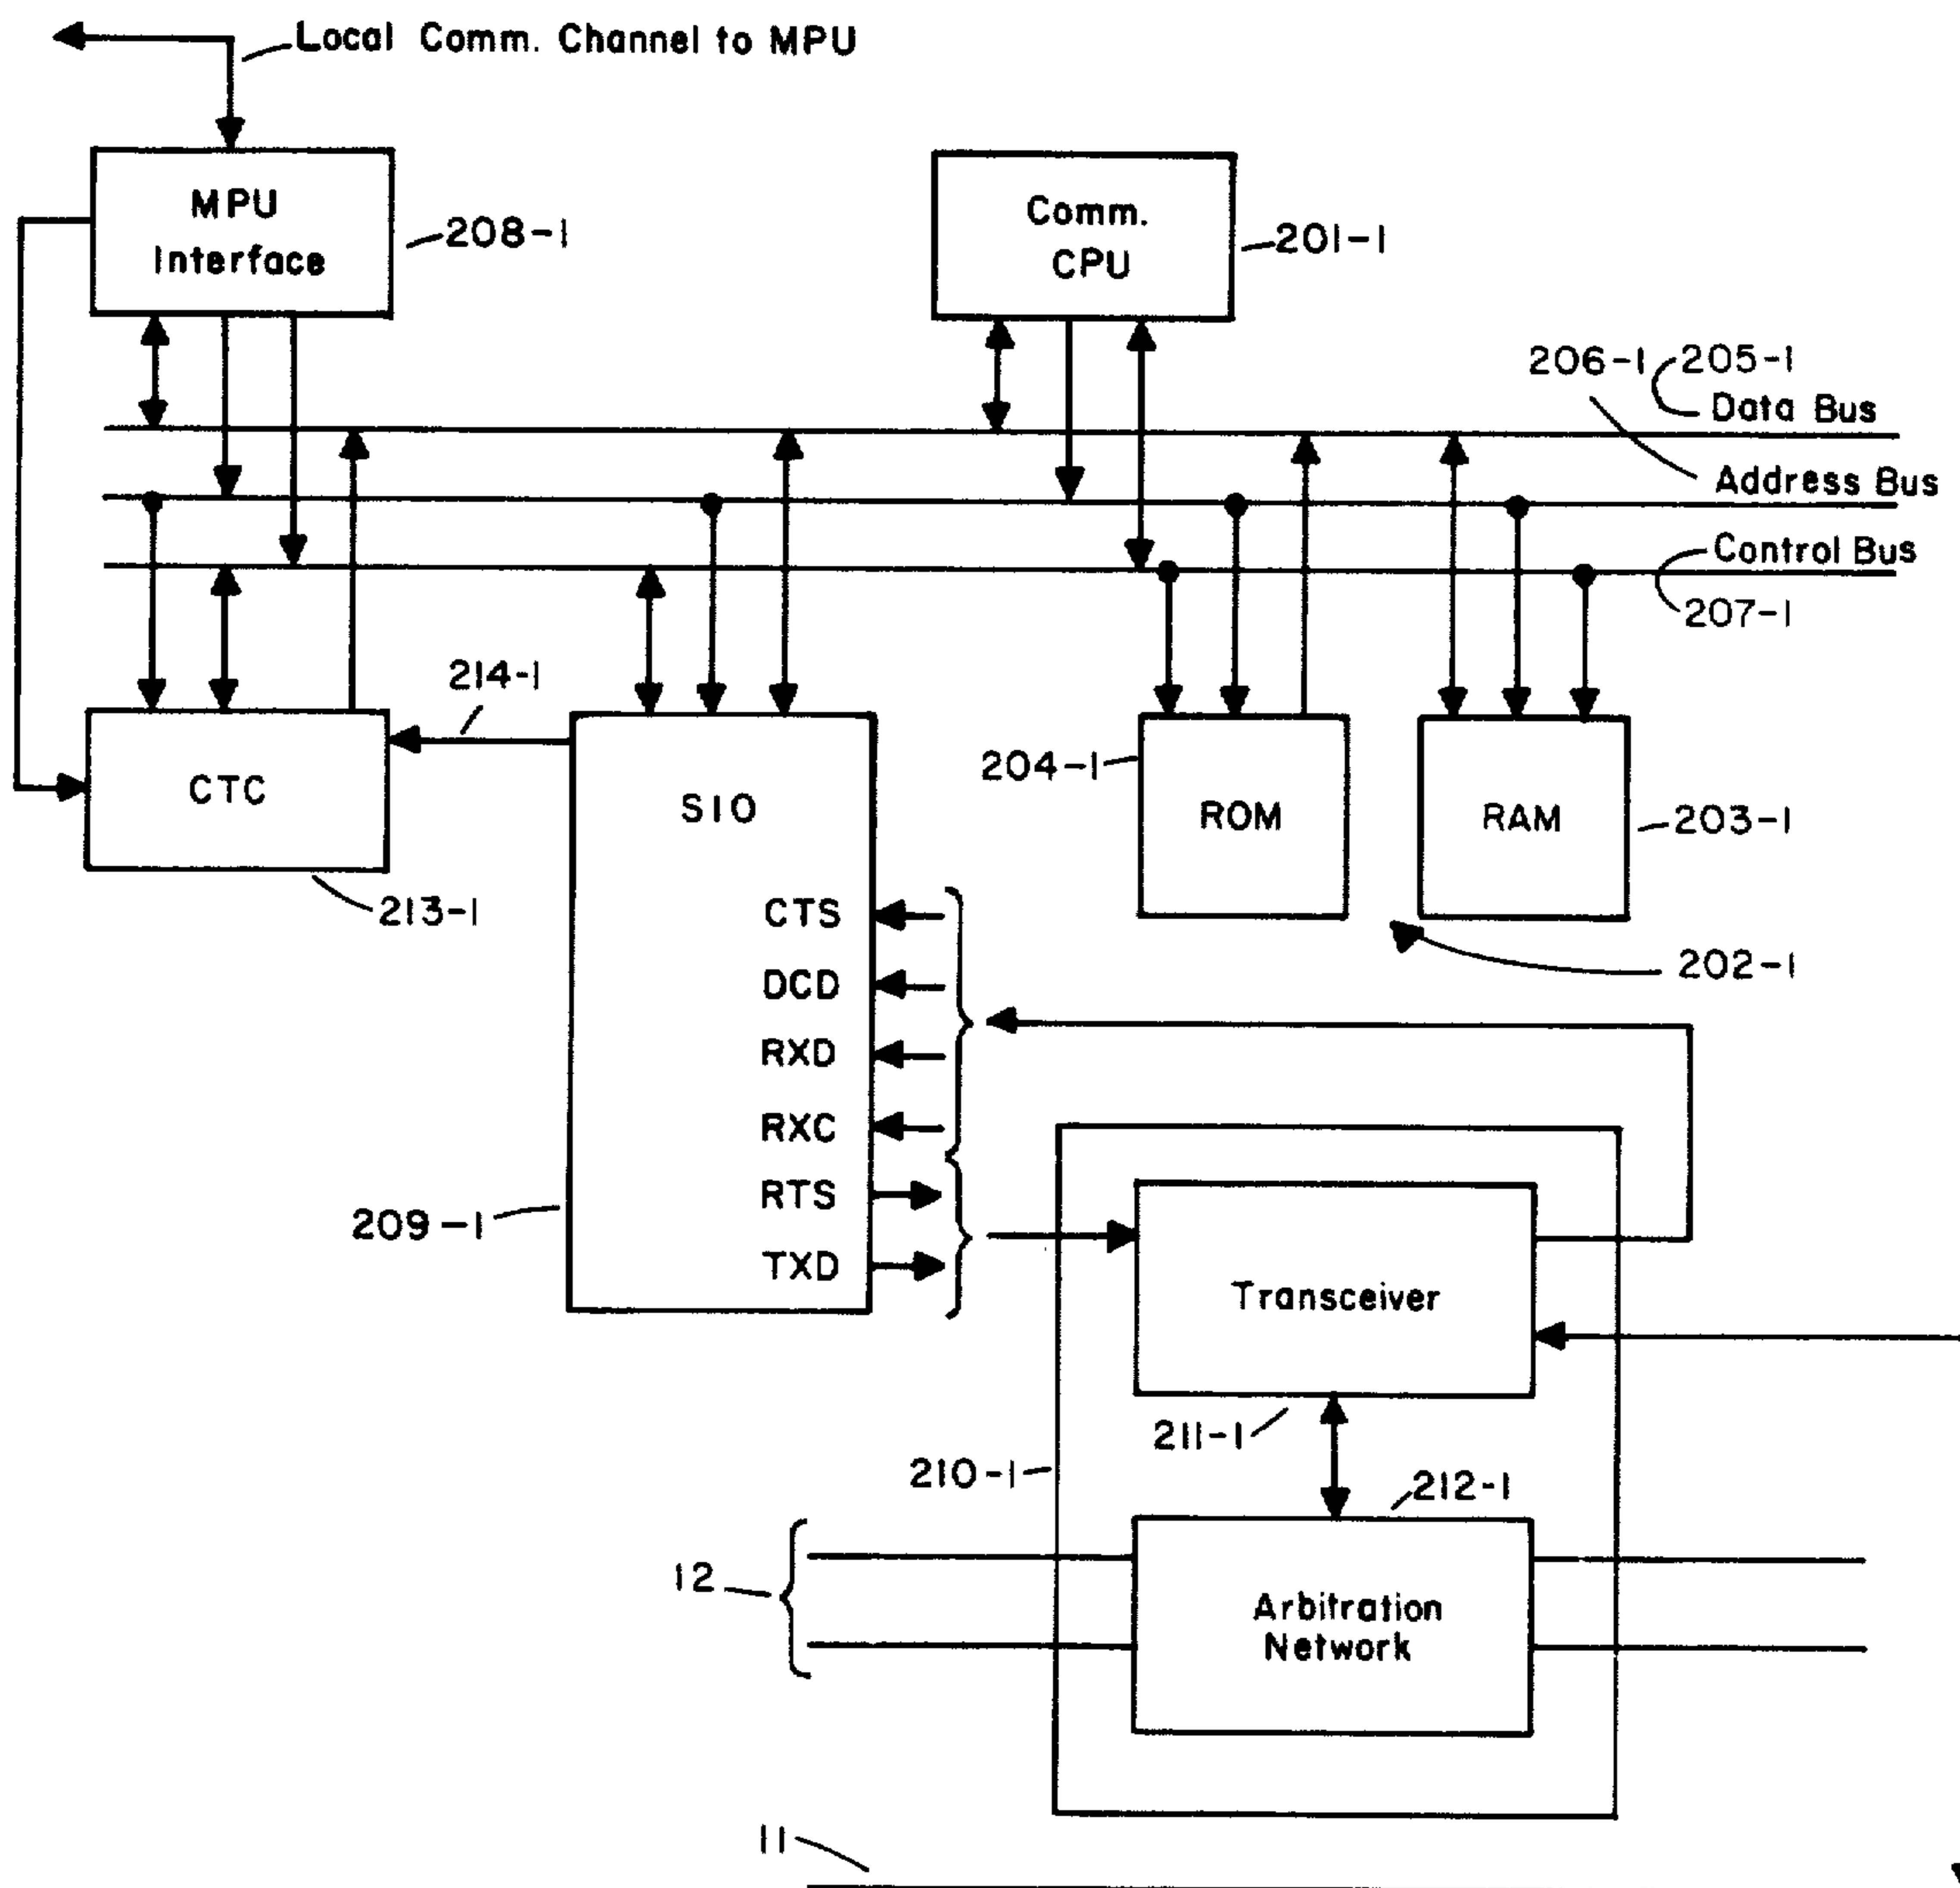 Local Comm. Channel to MPU
MPU
Interface
208-1
Comm.
CPU
201-1
206-1
205-1
Data Bus
Address Bus
Control Bus
207-1
214-1
CTC
213-1
SIO
CTS
DCD
RXD
RXC
RTS
TXD
209-1
204-1
ROM
RAM
203-1
202-1
Transceiver
211-1
210-1
212-1
12
Arbitration
Network
11